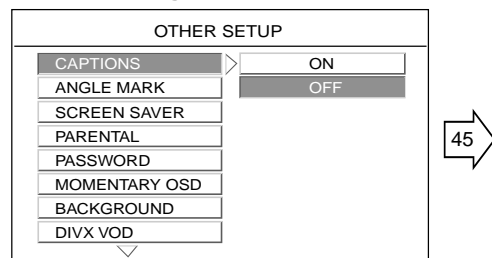 OTHER SETUP
CAPTIONS ON
ANGLE MARK OFF
SCREEN SAVER
PARENTAL
45
PASSWORD
MOMENTARY OSD
BACKGROUND
DIVX VOD